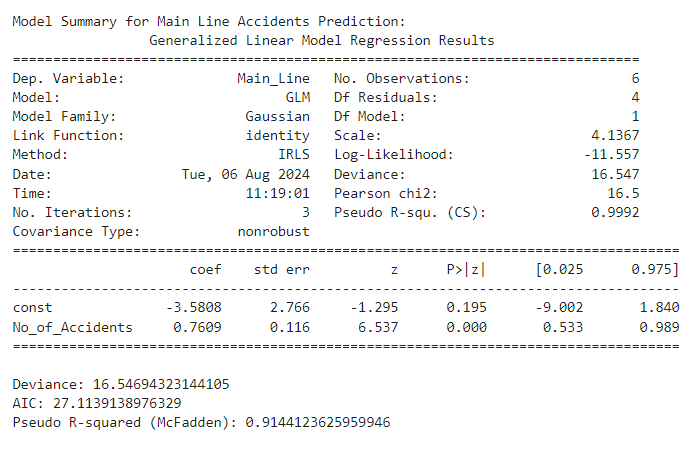 Model Summary for Main Line Accidents Prediction:
                 Generalized Linear Model Regression Results
==============================================================================
Dep. Variable:              Main_Line   No. Observations:                    6
Model:                            GLM   Df Residuals:                        4
Model Family:                Gaussian   Df Model:                            1
Link Function:               identity   Scale:                          4.1367
Method:                          IRLS   Log-Likelihood:                -11.557
Date:                Tue, 06 Aug 2024   Deviance:                       16.547
Time:                        11:19:01   Pearson chi2:                     16.5
No. Iterations:                     3   Pseudo R-squ. (CS):             0.9992
Covariance Type:            nonrobust
===================================================================================
                      coef    std err          z      P>|z|      [0.025      0.975]
-----------------------------------------------------------------------------------
const              -3.5808      2.766     -1.295      0.195      -9.002       1.840
No_of_Accidents     0.7609      0.116      6.537      0.000       0.533       0.989
===================================================================================
Deviance: 16.54694323144105
AIC: 27.1139138976329
Pseudo R-squared (McFadden): 0.9144123625959946